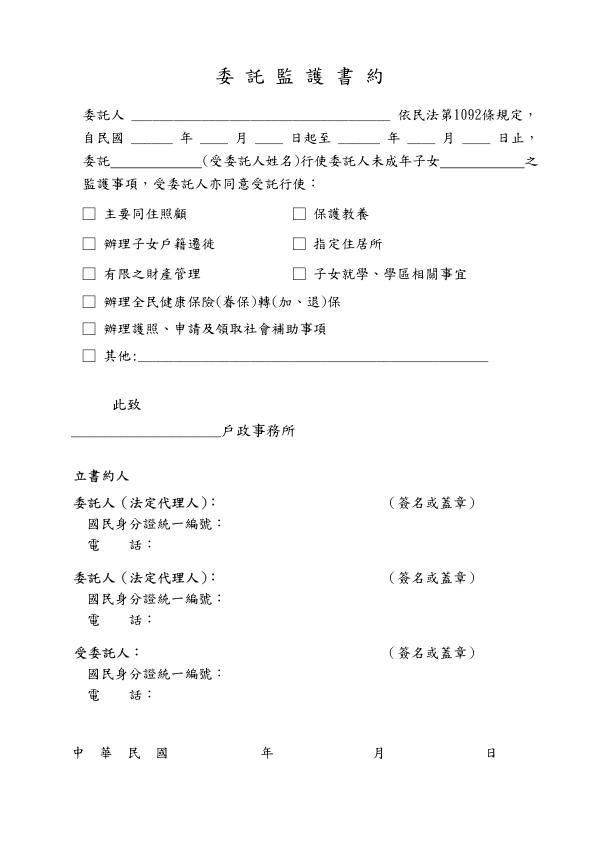 委 託 監 護 書 約
委託人 ____________________________________ 依民法第1092條規定，
自民國 ______ 年 ____ 月 ____ 日起至 ______ 年 ____ 月 ____ 日止，
委託_____________(受委託人姓名)行使委託人未成年子女____________之
監護事項，受委託人亦同意受託行使：
□ 主要同住照顧 □ 保護教養
□ 辦理子女戶籍遷徙 □ 指定住居所
□ 有限之財產管理 □ 子女就學、學區相關事宜
□ 辦理全民健康保險(眷保)轉(加、退)保
□ 辦理護照、申請及領取社會補助事項
□ 其他:__________________________________________________
此致
_____________________戶政事務所
立書約人
委託人（法定代理人）： （簽名或蓋章）
國民身分證統一編號：
電　　話：
委託人（法定代理人）： （簽名或蓋章）
國民身分證統一編號：
電　　話：
受委託人： （簽名或蓋章）
國民身分證統一編號：
電　　話：
中 華 民 國 年 月 日